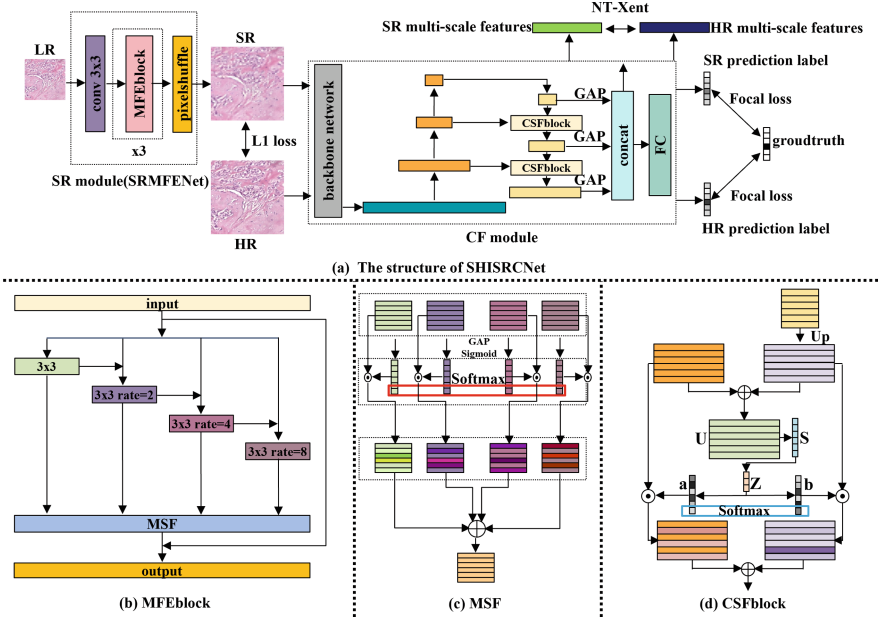 NT-Xent
SR multi-scale features
HR multi-scale features
LR
conv 3x3
MFEblock
pixelshuffle
x3
SR module(SRMFENet)
SR
L1 loss
HR
backbone network
CSFblock
CSFblock
GAP
GAP
GAP
concat
FC
CF module
SR prediction label
Focal loss
groudtruth
Focal loss
HR prediction label
(a) The structure of SHISRCNet
input
3x3
3x3 rate=2
3x3 rate=4
3x3 rate=8
MSF
output
(b) MFEblock
GAP
Sigmoid
Softmax
(c) MSF
Up
U
S
Z
a
b
Softmax
(d) CSFblock